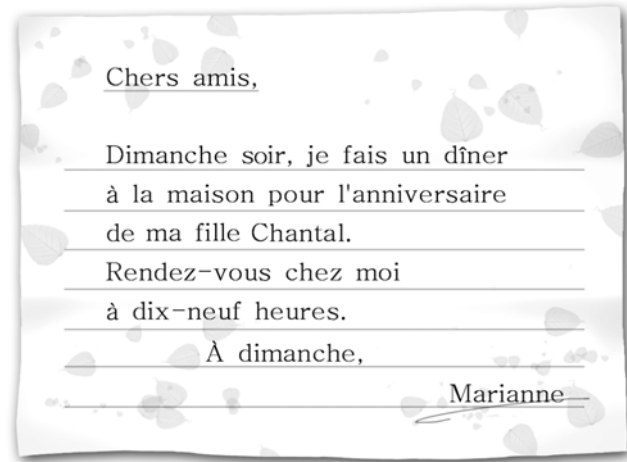 Chers amis,
Dimanche soir, je fais un dîner
à la maison pour l'anniversaire
de ma fille Chantal.
Rendez-vous chez moi
à dix-neuf heures.
À dimanche,
Marianne